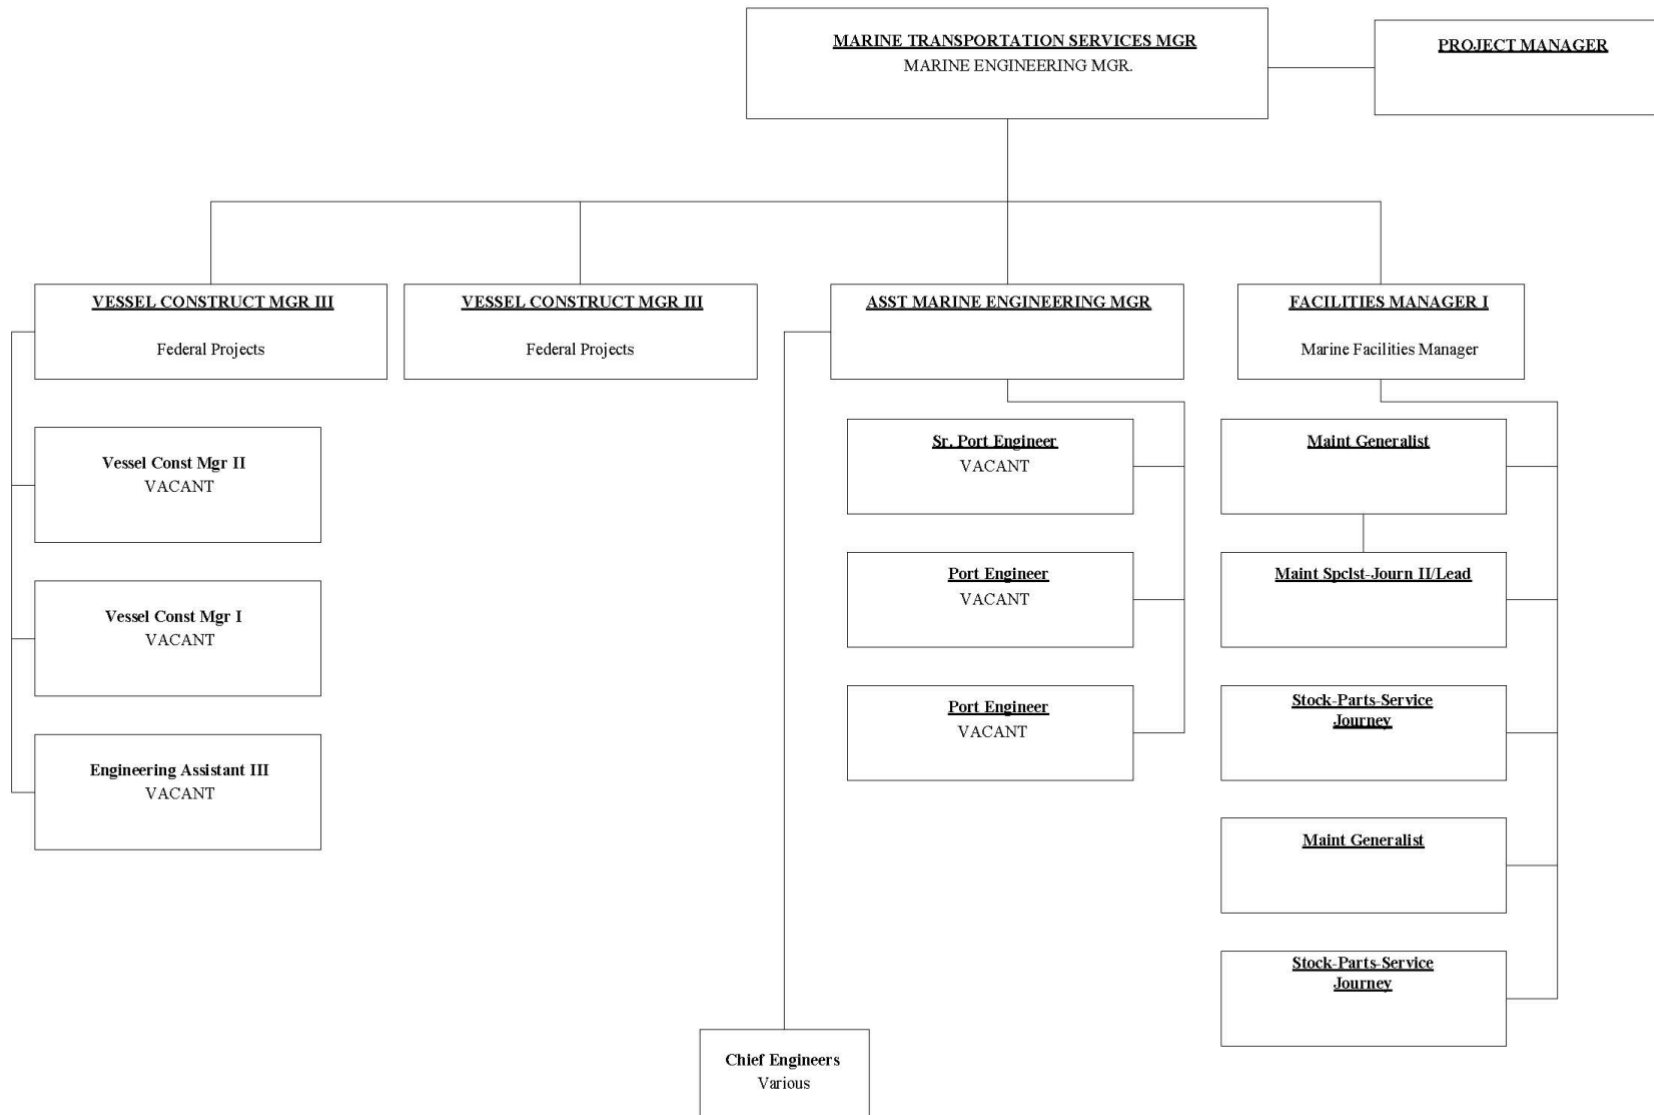 MARINE TRANSPORTATION SERVICES MGR
MARINE ENGINEERING MGR.
PROJECT MANAGER
VESSEL CONSTRUCT MGR III
Federal Projects
VESSEL CONSTRUCT MGR III
Federal Projects
ASST MARINE ENGINEERING MGR
FACILITIES MANAGER I
Marine Facilities Manager
Vessel Const Mgr II
VACANT
Vessel Const Mgr I
VACANT
Engineering Assistant III
VACANT
Sr. Port Engineer
VACANT
Port Engineer
VACANT
Port Engineer
VACANT
Maint Generalist
Maint Spclst-Journ II/Lead
Stock-Parts-Service
Journey
Maint Generalist
Stock-Parts-Service
Journey
Chief Engineers
Various